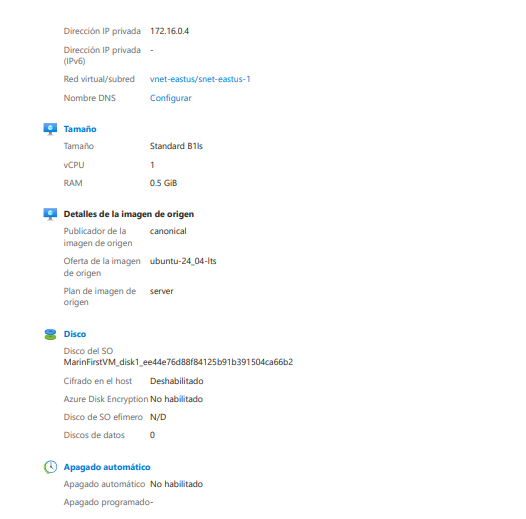 Dirección IP privada 172.16.0.4
Dirección IP privada -
(IPv6)
Red virtual/subred vnet-eastus/snet-eastus-1
Nombre DNS Configurar
Tamaño
Tamaño Standard B1ls
vCPU 1
RAM 0.5 GiB
Detalles de la imagen de origen
Publicador de la canonical
imagen de origen
Oferta de la imagen ubuntu-24_04-lts
de origen
Plan de imagen de server
origen
Disco
Disco del SO
MarinFirstVM_disk1_ee44e76d88f84125b91b391504ca66b2
Cifrado en el host Deshabilitado
Azure Disk Encryption No habilitado
Disco de SO efímero N/D
Discos de datos 0
Apagado automático
Apagado automático No habilitado
Apagado programado-